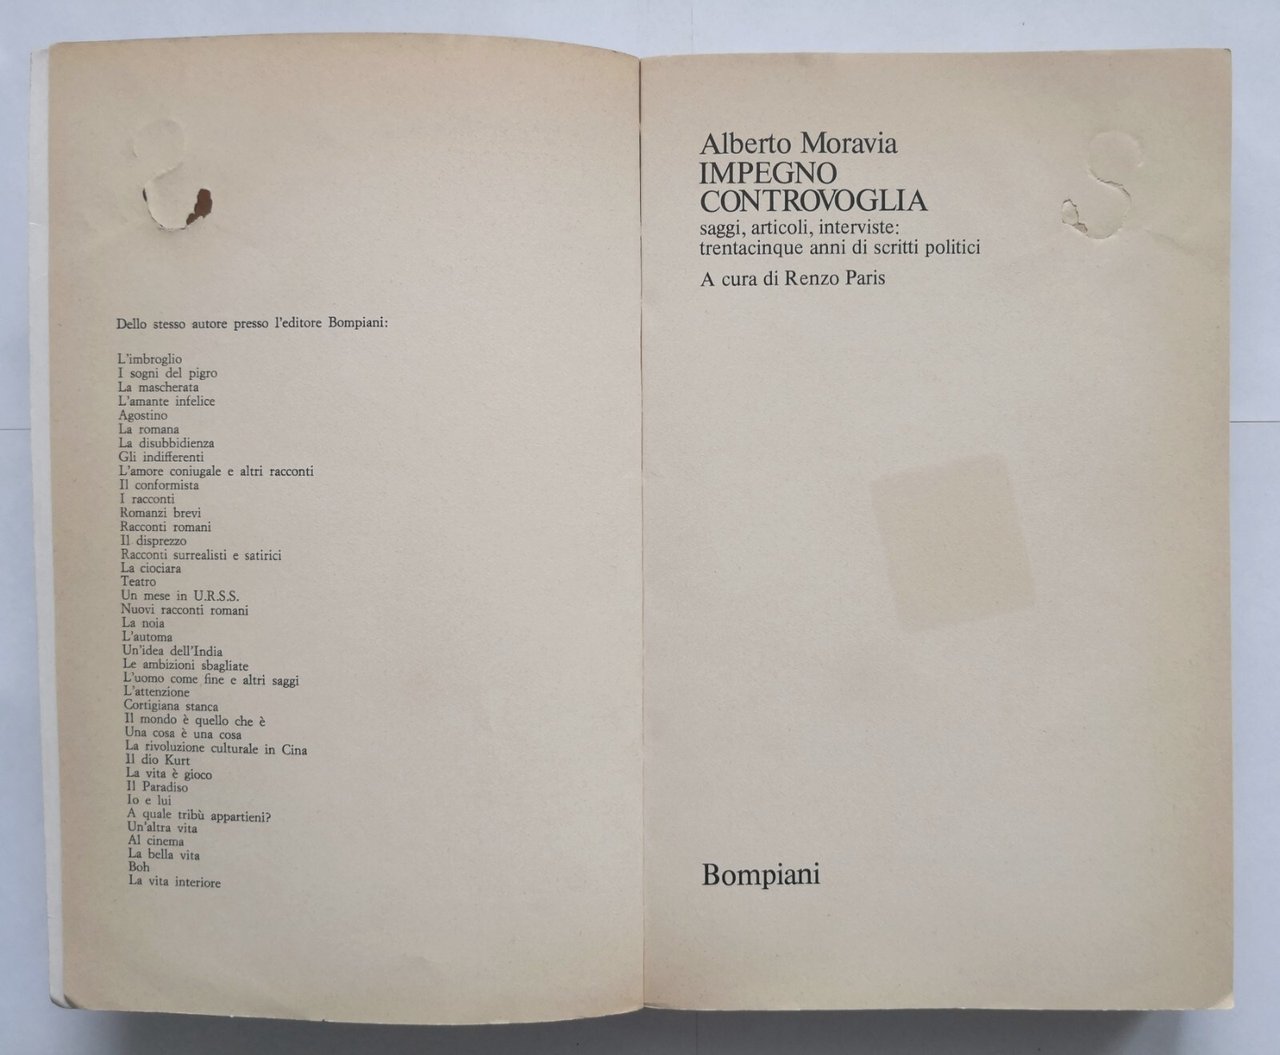 Dello stesso autore presso l'editore Bompiani:
L'imbroglio
I sogni del pigro
La mascherata
L'amante infelice
Agostino
La romana
La disubbidienza
Gli indifferenti
L'amore coniugale e altri racconti
Il conformista
I racconti
Romanzi brevi
Racconti romani
Il disprezzo
Racconti surrealisti e satirici
La ciociara
Teatro
Un mese in U.R.S.S.
Nuovi racconti romani
La noia
L'automa
Un'idea dell'India
Le ambizioni sbagliate
L'uomo come fine e altri saggi
L'attenzione
Cortigiana stanca
Il mondo è quello che è
Una cosa è una cosa
La rivoluzione culturale in Cina
Il dio Kurt
La vita è gioco
Il Paradiso
Io e lui
A quale tribù appartieni?
Un'altra vita
Al cinema
La bella vita
Boh
La vita interiore
Alberto Moravia
IMPEGNO
CONTROVOGLIA
saggi, articoli, interviste:
trentacinque anni di scritti politici
A cura di Renzo Paris
Bompiani